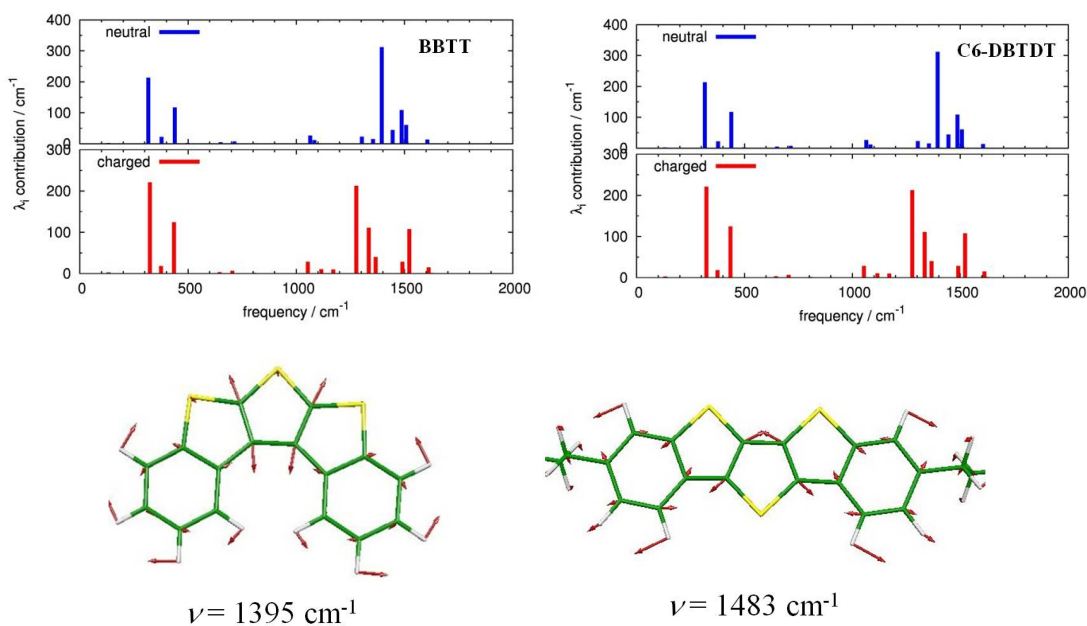 400
neutral
BBTT
300
200
100
0
300
charged
200
100
0
λi contribution / cm-1
0 500 1000 1500 2000
frequency / cm-1
400
neutral
C6-DBTDT
300
200
100
0
300
charged
200
100
0
λi contribution / cm-1
0 500 1000 1500 2000
frequency / cm-1
ν = 1395 cm-1
ν = 1483 cm-1